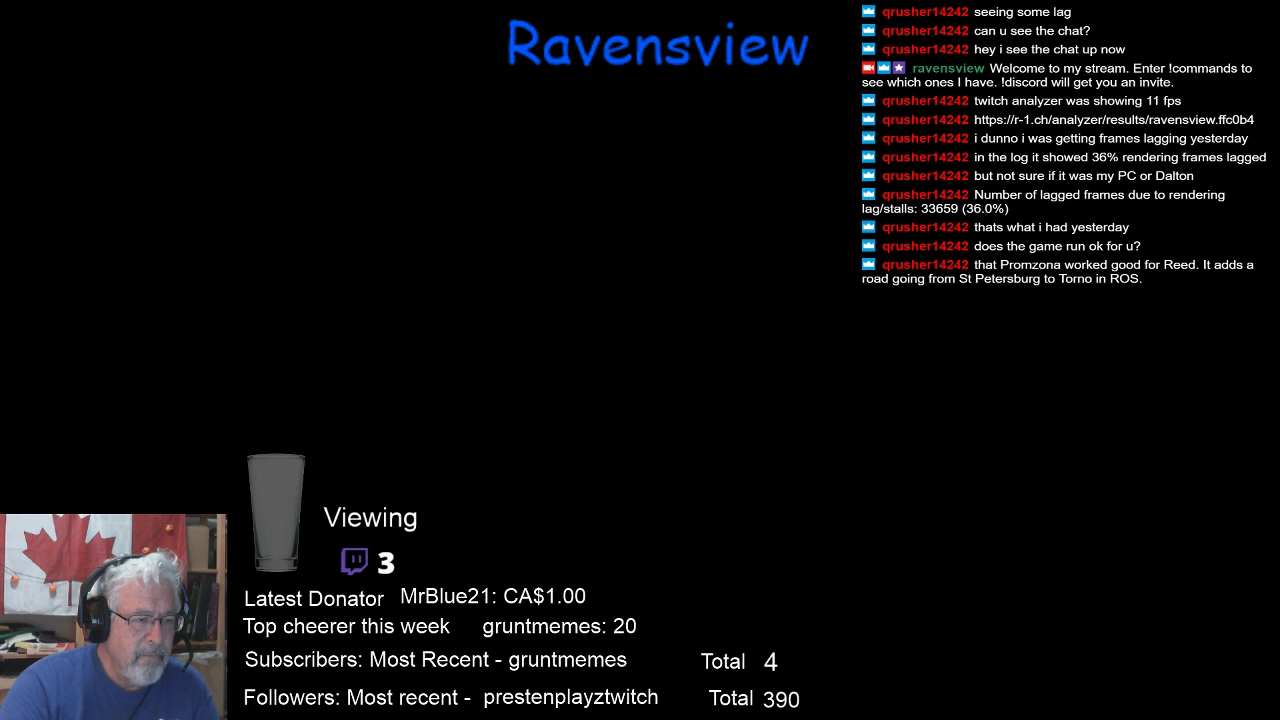 Ravensview
qrusher14242 seeing some lag
qrusher14242 can u see the chat?
qrusher14242 hey i see the chat up now
ravensview Welcome to my stream. Enter !commands to
see which ones I have. !discord will get you an invite.
qrusher14242 twitch analyzer was showing 11 fps
qrusher14242 https://r-1.ch/analyzer/results/ravensview.ffc0b4
qrusher14242 i dunno i was getting frames lagging yesterday
qrusher14242 in the log it showed 36% rendering frames lagged
qrusher14242 but not sure if it was my PC or Dalton
qrusher14242 Number of lagged frames due to rendering
lag/stalls: 33659 (36.0%)
qrusher14242 thats what i had yesterday
qrusher14242 does the game run ok for u?
qrusher14242 that Promzona worked good for Reed. It adds a
road going from St Petersburg to Torno in ROS.
Viewing
3
Latest Donator MrBlue21: CA$1.00
Top cheerer this week gruntmemes: 20
Subscribers: Most Recent - gruntmemes Total 4
Followers: Most recent - prestenplayztwitch Total 390